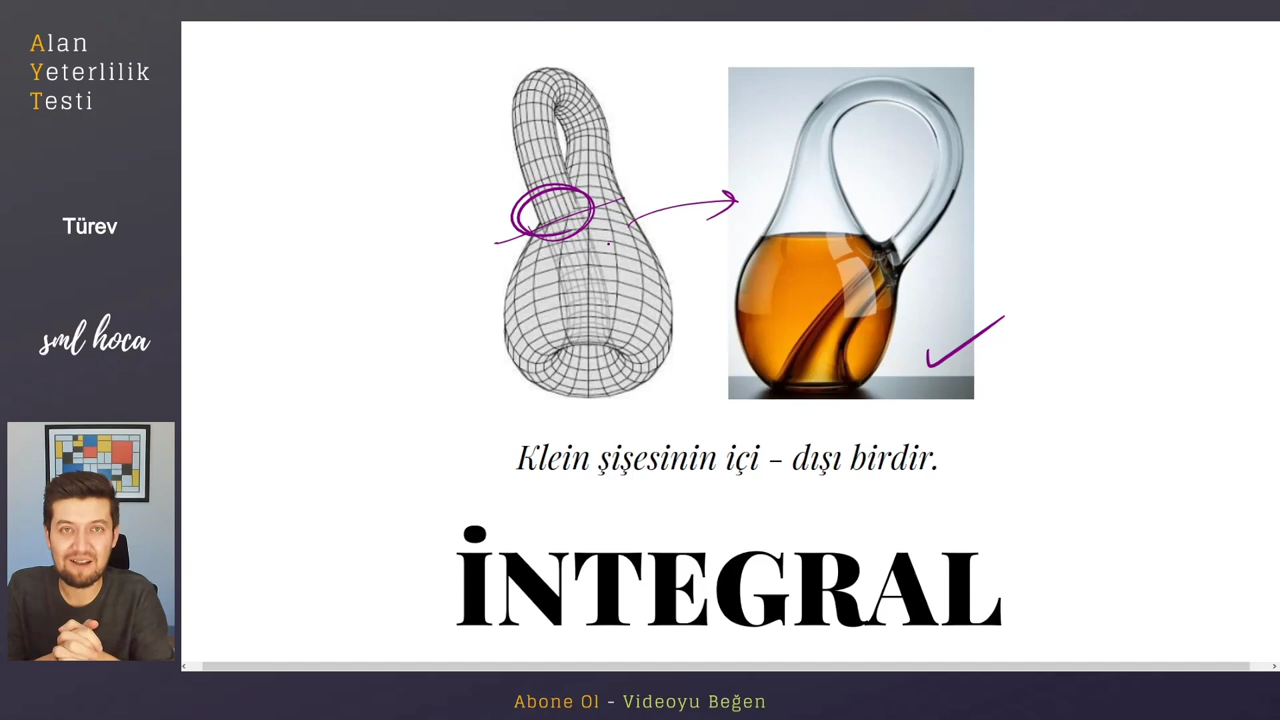 Alan
Yeterlilik
Testi
Türev
sml hoca
Klein şişesinin içi - dışı birdir.
İNTEGRAL
Abone Ol - Videoyu Beğen